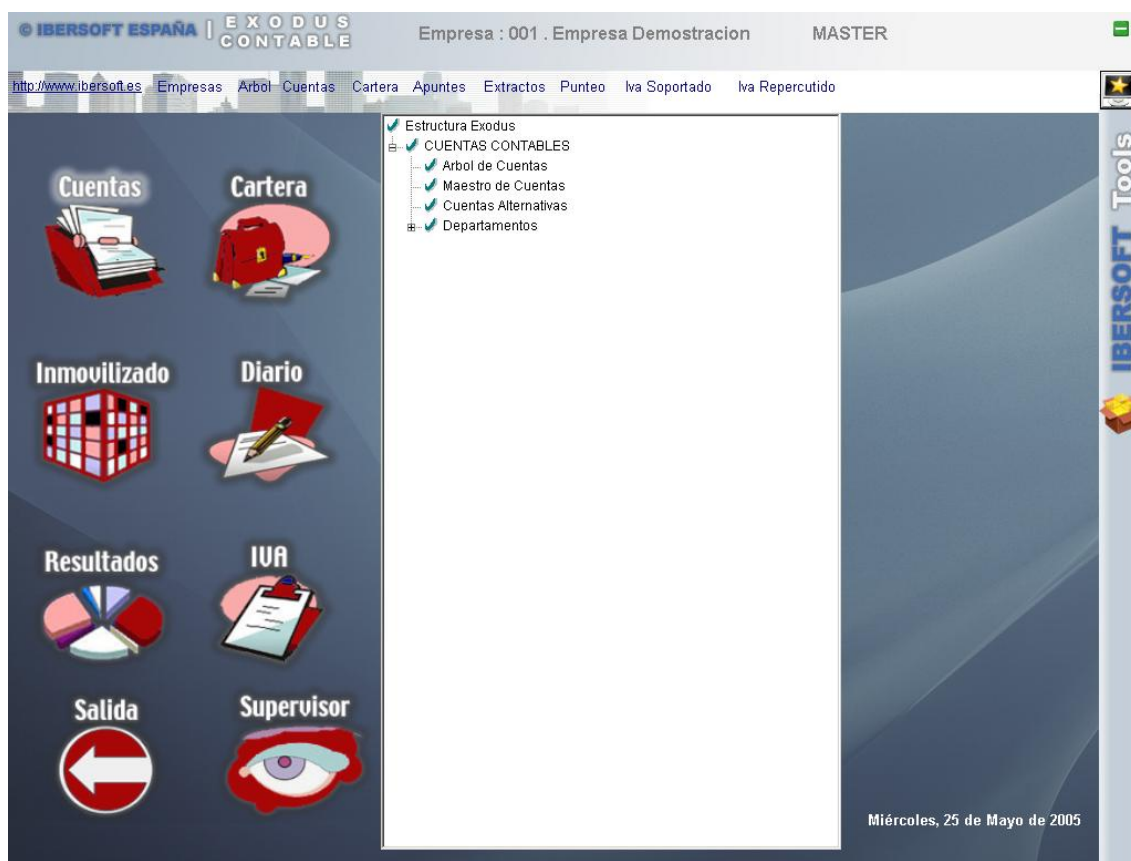 © IBERSOFT ESPAÑA | EXODUS CONTABLE
Empresa : 001 . Empresa Demostracion MASTER
http://www.ibersoft.es Empresas Arbol Cuentas Cartera Apuntes Extractos Punteo Iva Soportado Iva Repercutido
Estructura Exodus
CUENTAS CONTABLES
Arbol de Cuentas
Maestro de Cuentas
Cuentas Alternativas
Departamentos
Cuentas Cartera
Inmovilizado Diario
Resultados IVA
Salida Supervisor
IBERSOFT Tools
Miércoles, 25 de Mayo de 2005